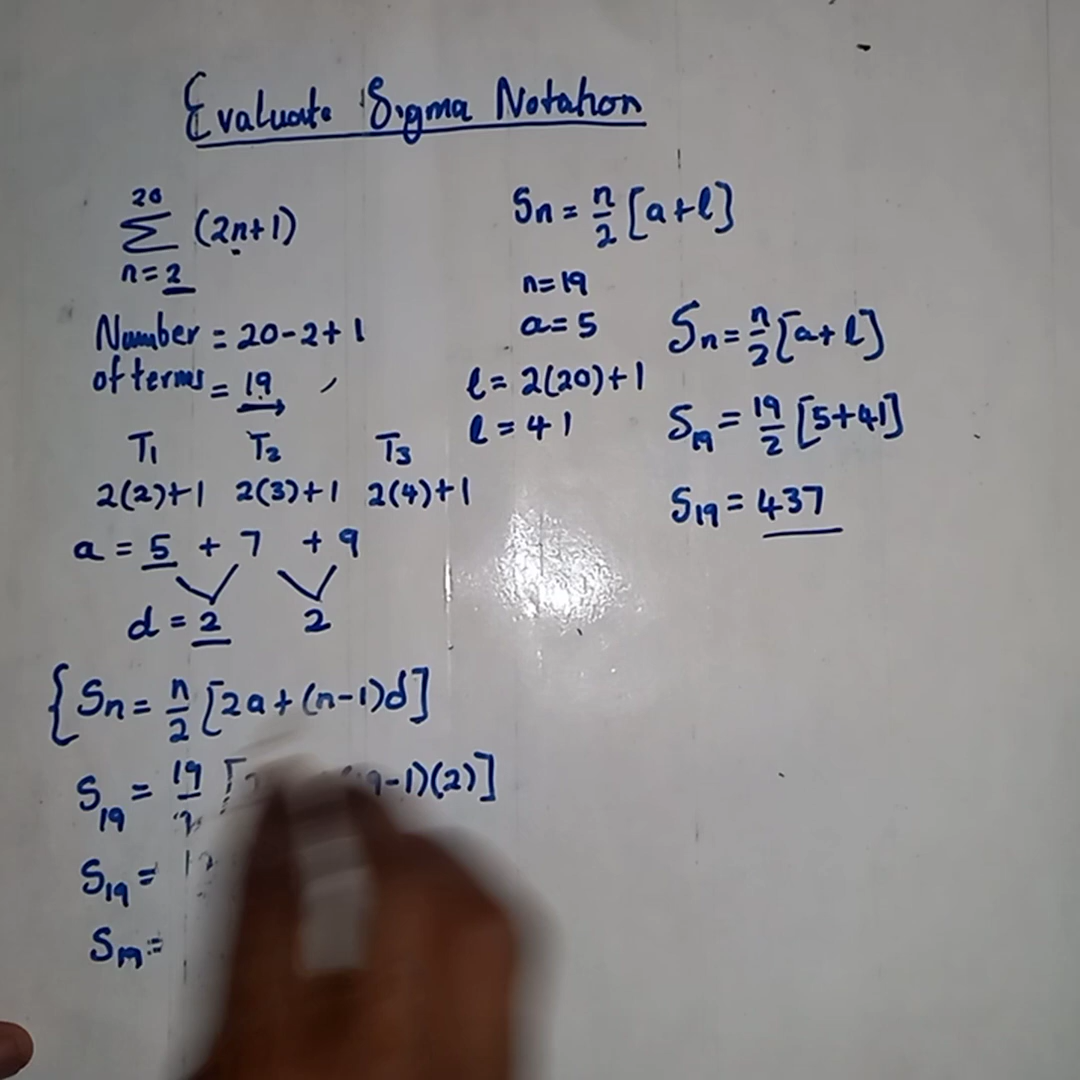 Evaluate Sigma Notation
20
∑ (2n+1)
n=2
Number = 20-2+1
of terms = 19
T1 T2 T3
2(2)+1 2(3)+1 2(4)+1
a = 5 + 7 + 9
d = 2 2
{Sn = n/2 [2a+(n-1)d]
S19 = 19/2 [ -1)(2)]
S19 =
S19 =
Sn = n/2 [a+l]
n=19
a=5
l = 2(20)+1
l = 41
Sn = n/2 [a+l]
S19 = 19/2 [5+41]
S19 = 437